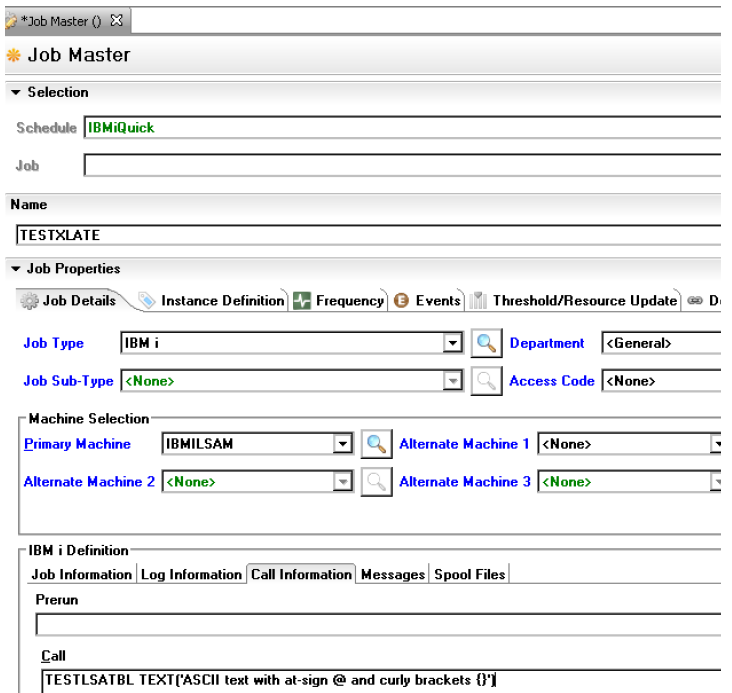 *Job Master ()
Job Master
Selection
Schedule IBMiQuick
Job
Name
TESTXLATE
Job Properties
Job Details Instance Definition Frequency Events Threshold/Resource Update D
Job Type IBM i Department <General>
Job Sub-Type <None> Access Code <None>
Machine Selection
Primary Machine IBMILSAM Alternate Machine 1 <None>
Alternate Machine 2 <None> Alternate Machine 3 <None>
IBM i Definition
Job Information Log Information Call Information Messages Spool Files
Prerun
Call
TESTLSATBL TEXT('ASCII text with at-sign @ and curly brackets {}')